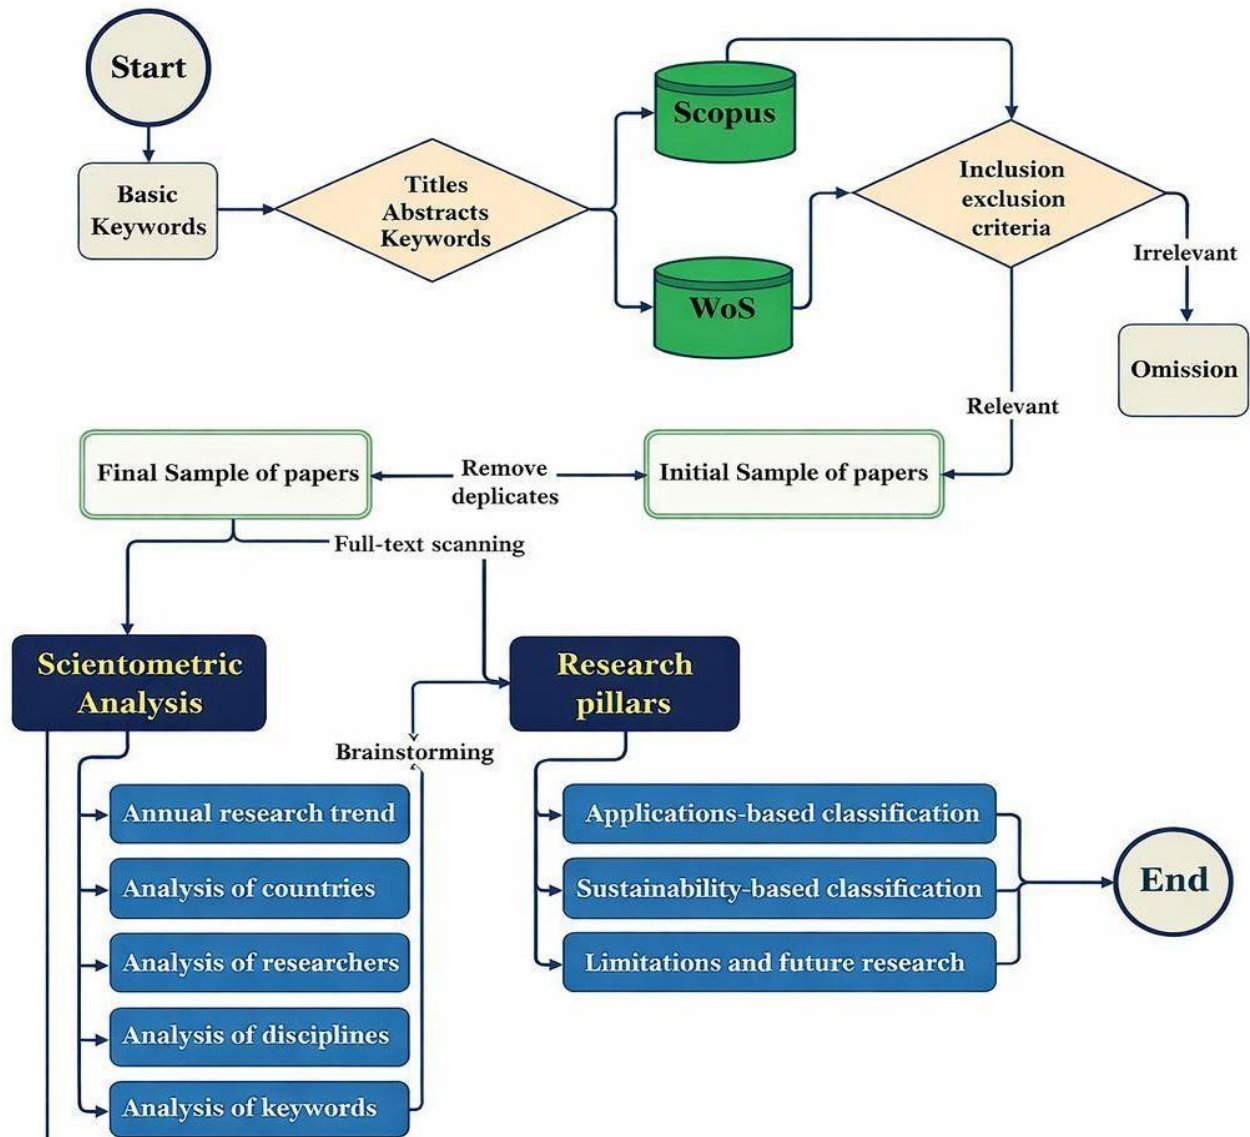 Start
Basic
Keywords
Titles
Abstracts
Keywords
Scopus
WoS
Inclusion
exclusion
criteria
Irrelevant
Omission
Relevant
Initial Sample of papers
Remove
deplicates
Final Sample of papers
Full-text scanning
Scientometric
Analysis
Annual research trend
Analysis of countries
Analysis of researchers
Analysis of disciplines
Analysis of keywords
Brainstorming
Research
pillars
Applications-based classification
Sustainability-based classification
Limitations and future research
End